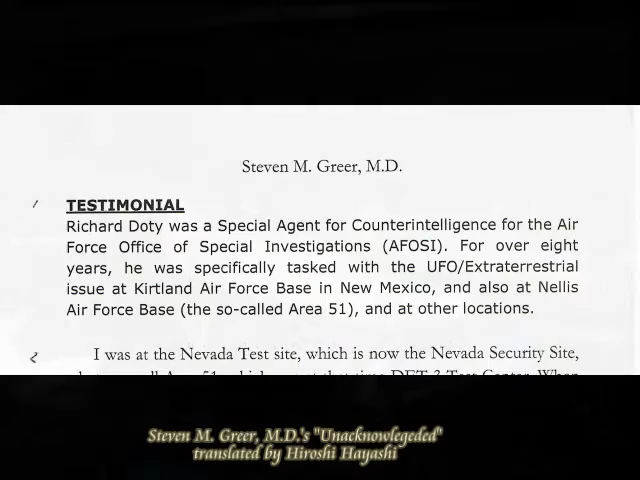 Steven M. Greer, M.D.
TESTIMONIAL
Richard Doty was a Special Agent for Counterintelligence for the Air
Force Office of Special Investigations (AFOSI). For over eight
years, he was specifically tasked with the UFO/Extraterrestrial
issue at Kirtland Air Force Base in New Mexico, and also at Nellis
Air Force Base (the so-called Area 51), and at other locations.
I was at the Nevada Test site, which is now the Nevada Security Site,
Steven M. Greer, M.D.'s "Unacknowlegeded"
translated by Hiroshi Hayashi